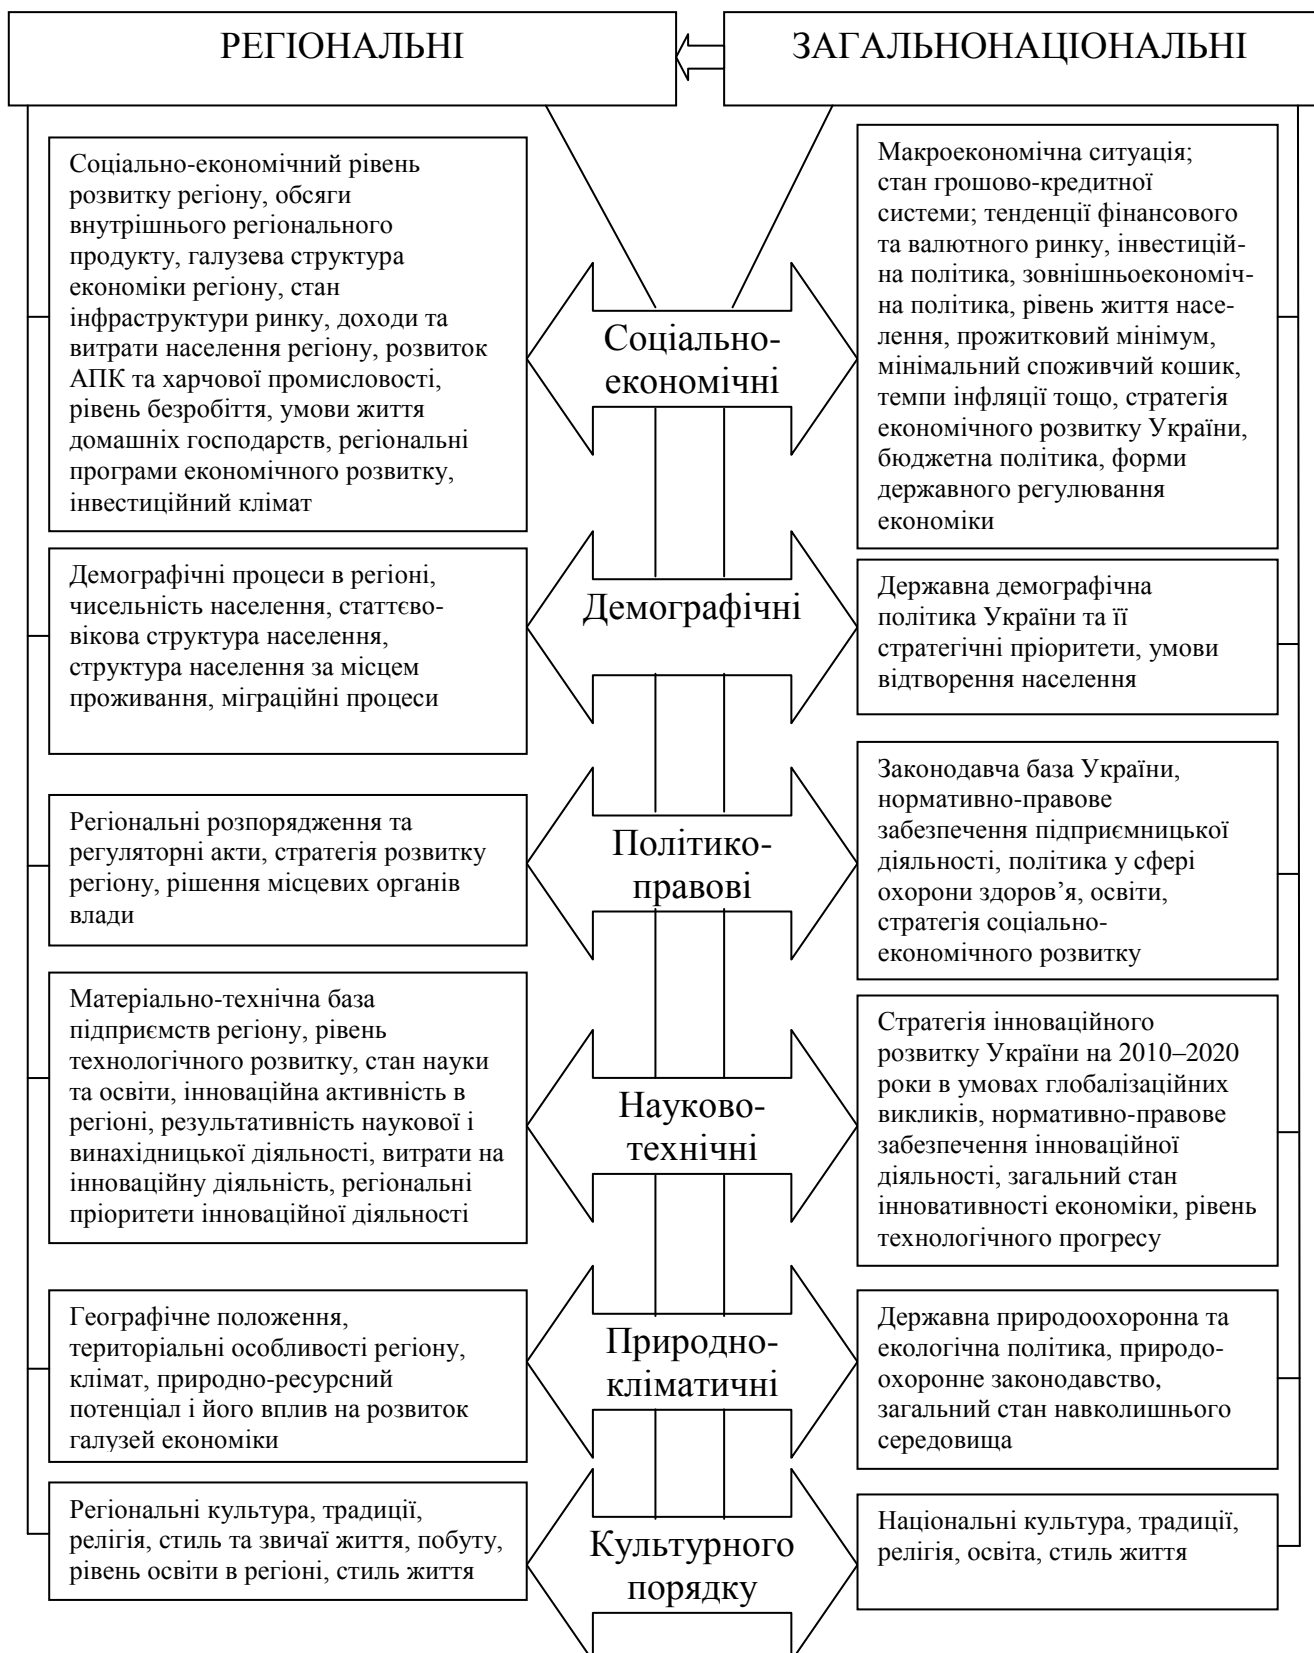 РЕГІОНАЛЬНІ
ЗАГАЛЬНОНАЦІОНАЛЬНІ
Соціально-економічний рівень
розвитку регіону, обсяги
внутрішнього регіонального
продукту, галузева структура
економіки регіону, стан
інфраструктури ринку, доходи та
витрати населення регіону, розвиток
АПК та харчової промисловості,
рівень безробіття, умови життя
домашніх господарств, регіональні
програми економічного розвитку,
інвестиційний клімат
Соціально-
економічні
Макроекономічна ситуація;
стан грошово-кредитної
системи; тенденції фінансового
та валютного ринку, інвестицій-
на політика, зовнішньоекономіч-
на політика, рівень життя насе-
лення, прожитковий мінімум,
мінімальний споживчий кошик,
темпи інфляції тощо, стратегія
економічного розвитку України,
бюджетна політика, форми
державного регулювання
економіки
Демографічні процеси в регіоні,
чисельність населення, статтєво-
вікова структура населення,
структура населення за місцем
проживання, міграційні процеси
Демографічні
Державна демографічна
політика України та її
стратегічні пріоритети, умови
відтворення населення
Регіональні розпорядження та
регуляторні акти, стратегія розвитку
регіону, рішення місцевих органів
влади
Політико-
правові
Законодавча база України,
нормативно-правове
забезпечення підприємницької
діяльності, політика у сфері
охорони здоров’я, освіти,
стратегія соціально-
економічного розвитку
Матеріально-технічна база
підприємств регіону, рівень
технологічного розвитку, стан науки
та освіти, інноваційна активність в
регіоні, результативність наукової і
винахідницької діяльності, витрати на
інноваційну діяльність, регіональні
пріоритети інноваційної діяльності
Науково-
технічні
Стратегія інноваційного
розвитку України на 2010–2020
роки в умовах глобалізаційних
викликів, нормативно-правове
забезпечення інноваційної
діяльності, загальний стан
інновативності економіки, рівень
технологічного прогресу
Географічне положення,
територіальні особливості регіону,
клімат, природно-ресурсний
потенціал і його вплив на розвиток
галузей економіки
Природно-
кліматичні
Державна природоохоронна та
екологічна політика, природо-
охоронне законодавство,
загальний стан навколишнього
середовища
Регіональні культура, традиції,
релігія, стиль та звичаї життя, побуту,
рівень освіти в регіоні, стиль життя
Культурного
порядку
Національні культура, традиції,
релігія, освіта, стиль життя